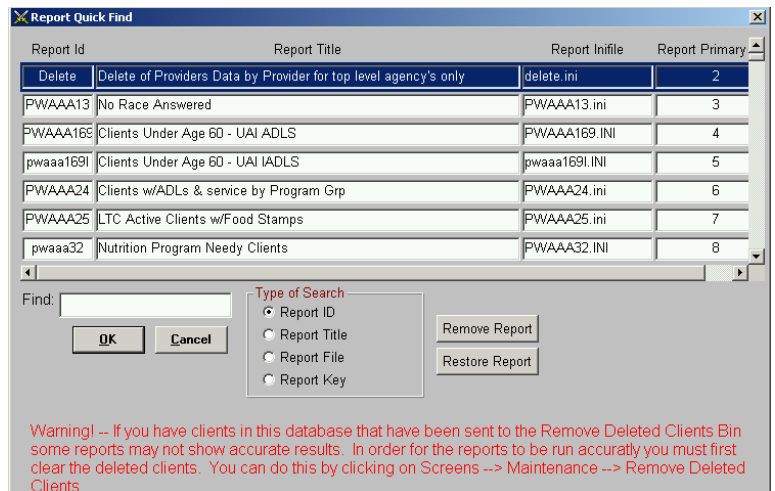 Report Quick Find
Report Id Report Title Report Inifile Report Primary
Delete Delete of Providers Data by Provider for top level agency's only delete.ini 2
PWAAA13 No Race Answered PWAAA13.ini 3
PWAAA169 Clients Under Age 60 - UAI ADLS PWAAA169.INI 4
pwaaa169I Clients Under Age 60 - UAI IADLS pwaaa169I.INI 5
PWAAA24 Clients w/ADLs & service by Program Grp PWAAA24.ini 6
PWAAA25 LTC Active Clients w/Food Stamps PWAAA25.ini 7
pwaaa32 Nutrition Program Needy Clients PWAAA32.INI 8
Find:
OK Cancel
Type of Search
Report ID
Report Title
Report File
Report Key
Remove Report
Restore Report
Warning! -- If you have clients in this database that have been sent to the Remove Deleted Clients Bin
some reports may not show accurate results. In order for the reports to be run accuratly you must first
clear the deleted clients. You can do this by clicking on Screens --> Maintenance --> Remove Deleted
Clients